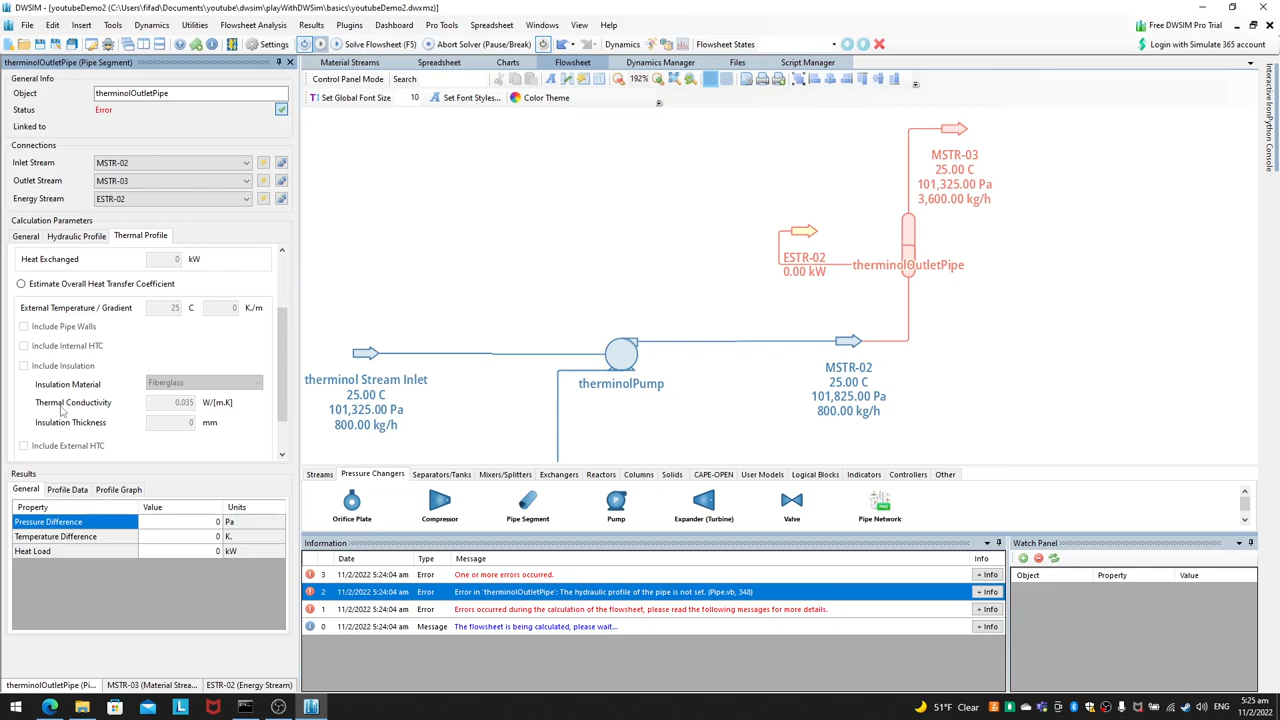 DWSIM - [youtubeDemo2 (C:\Users\fifad\Documents\youtube\playWithDWSim\basics\youtubeDemo2.dwxmz)]
File Edit Insert Tools Dynamics Utilities Flowsheet Analysis Results Plugins Dashboard Pro Tools Spreadsheet Windows View Help Free DWSIM Pro Trial
Settings Solve Flowsheet (F5) Abort Solver (Pause/Break) Dynamics Flowsheet States Login with Simulate 365 account
therminolOutletPipe (Pipe Segment)
General Info
Object therminolOutletPipe
Status Error
Linked to
Connections
Inlet Stream MSTR-02
Outlet Stream MSTR-03
Energy Stream ESTR-02
Calculation Parameters
General Hydraulic Profile Thermal Profile
Heat Exchanged 0 kW
Estimate Overall Heat Transfer Coefficient
External Temperature / Gradient 25 C 0 K./m
Include Pipe Walls
Include Internal HTC
Include Insulation
Insulation Material Fiberglass
Thermal Conductivity 0.035 W/[m.K]
Insulation Thickness 0 mm
Include External HTC
Results
General Profile Data Profile Graph
Property Value Units
Pressure Difference 0 Pa
Temperature Difference 0 K.
Heat Load 0 kW
therminolOutletPipe (Pi... MSTR-03 (Material Strea... ESTR-02 (Energy Stream)
Material Streams Spreadsheet Charts Flowsheet Dynamics Manager Files Script Manager
Control Panel Mode Search 192%
Set Global Font Size 10 Set Font Styles... Color Theme
MSTR-03
25.00 C
101,325.00 Pa
3,600.00 kg/h
ESTR-02
0.00 kW
therminolOutletPipe
therminol Stream Inlet
25.00 C
101,325.00 Pa
800.00 kg/h
therminolPump
MSTR-02
25.00 C
101,825.00 Pa
800.00 kg/h
Streams Pressure Changers Separators/Tanks Mixers/Splitters Exchangers Reactors Columns Solids CAPE-OPEN User Models Logical Blocks Indicators Controllers Other
Orifice Plate Compressor Pipe Segment Pump Expander (Turbine) Valve Pipe Network
PRO
Information
Date Type Message Info
3 11/2/2022 5:24:04 am Error One or more errors occurred. + Info
2 11/2/2022 5:24:04 am Error Error in 'therminolOutletPipe': The hydraulic profile of the pipe is not set. (Pipe.vb, 348) + Info
1 11/2/2022 5:24:04 am Error Errors occurred during the calculation of the flowsheet, please read the following messages for more details. + Info
0 11/2/2022 5:24:04 am Message The flowsheet is being calculated, please wait... + Info
Watch Panel
Object Property Value
Interactive IronPython Console
51°F Clear
5:25 am
11/2/2022